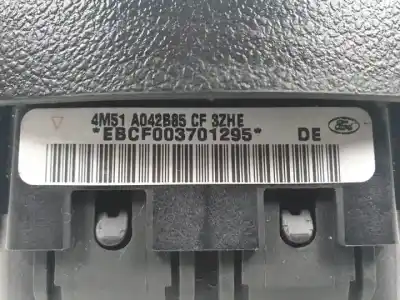 4M51 A042B85 CF 3ZHE
*EBCF003701295* DE
Ford